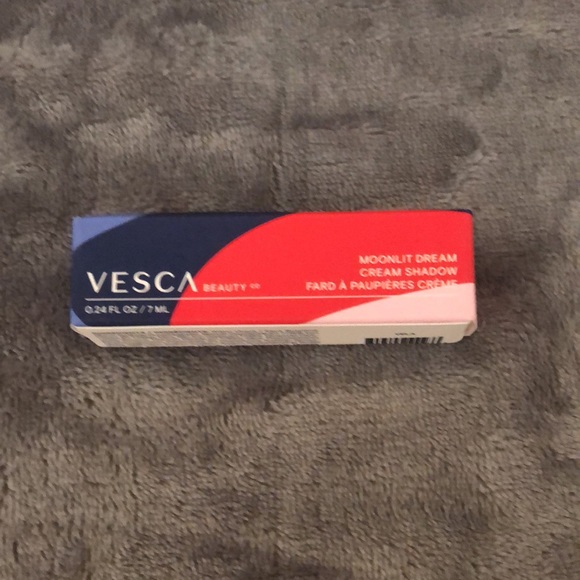 VESCA BEAUTY CO
0.24 FL OZ / 7 ML
MOONLIT DREAM
CREAM SHADOW
FARD À PAUPIÈRES CRÈME